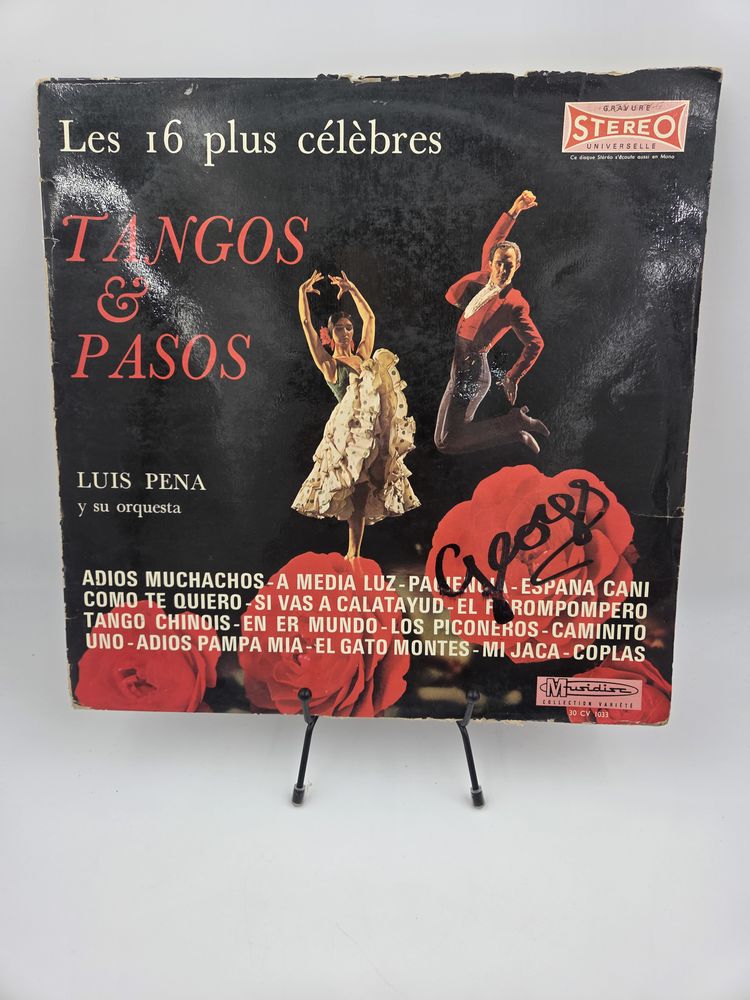 Les 16 plus célèbres
GRAVURE
STEREO
UNIVERSELLE
Ce disque Stéréo s'écoute aussi en Mono
TANGOS
&
PASOS
LUIS PENA
y su orquesta
Georges
ADIOS MUCHACHOS - A MEDIA LUZ - PACIENCIA - ESPANA CANI
COMO TE QUIERO - SI VAS A CALATAYUD - EL POROMPOMPERO
TANGO CHINOIS - EN ER MUNDO - LOS PICONEROS - CAMINITO
UNO - ADIOS PAMPA MIA - EL GATO MONTES - MI JACA - COPLAS
Musidisc
COLLECTION VARIÉTÉ
30 CV 1033